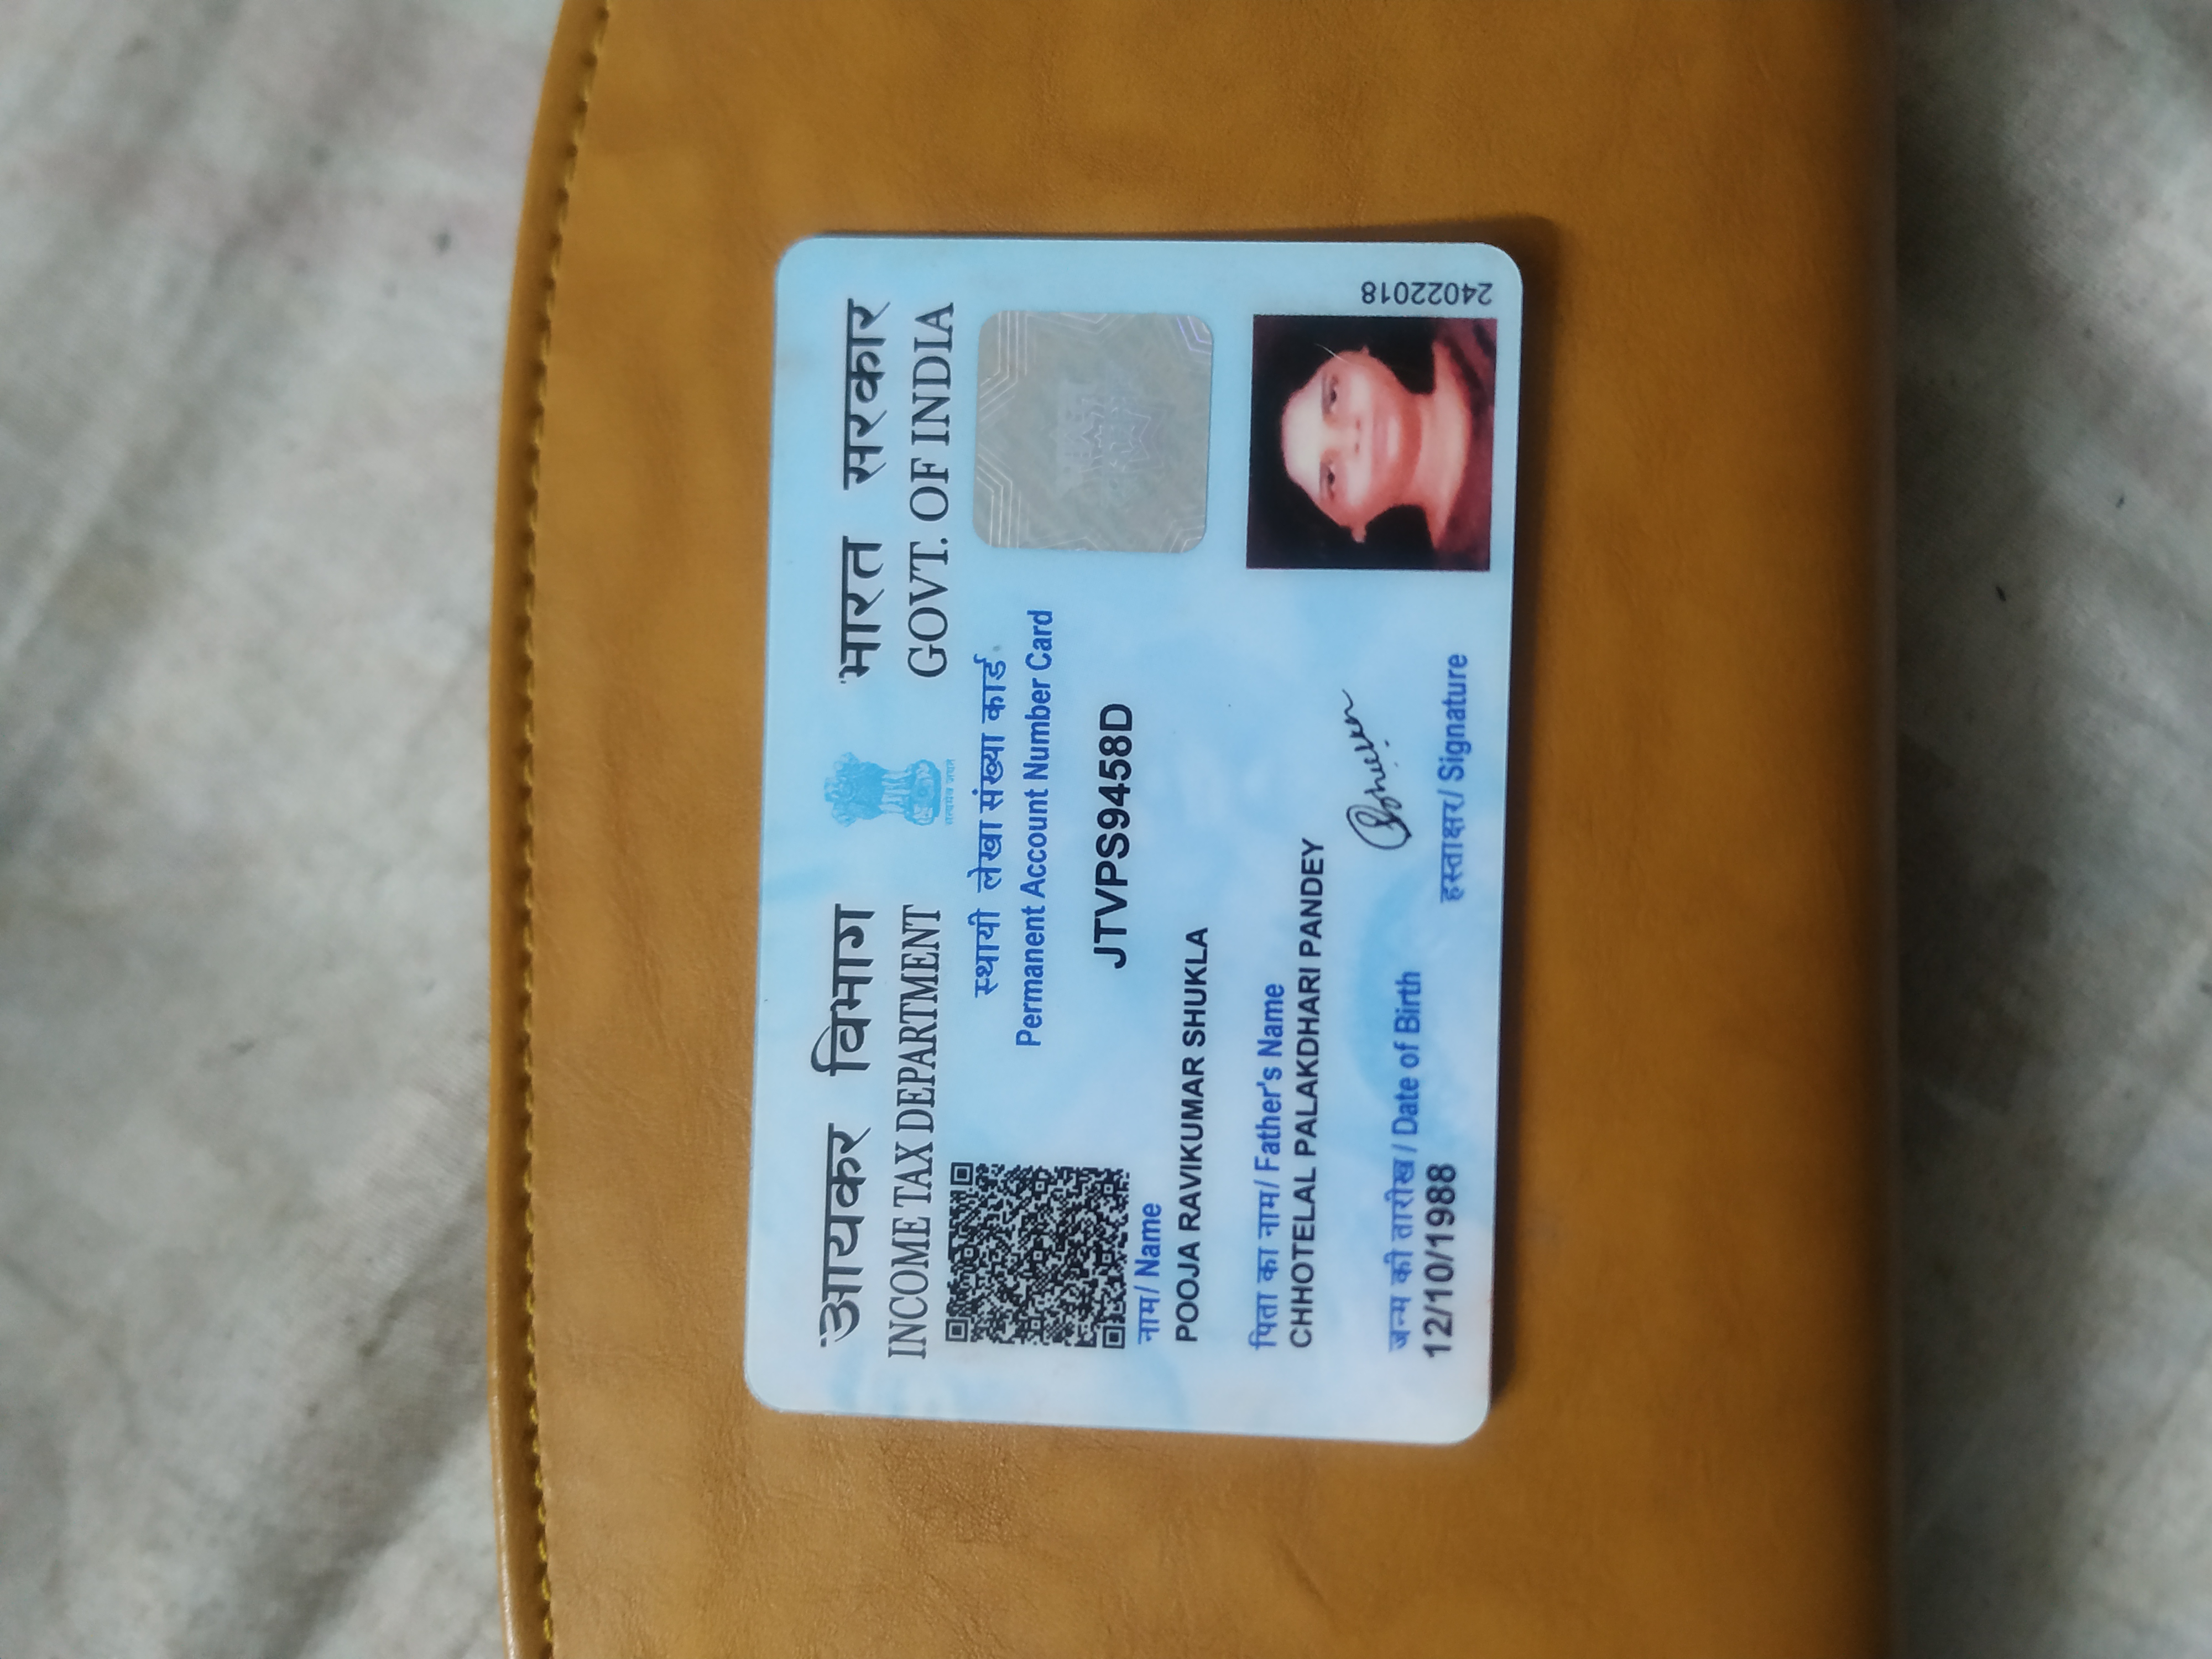 आयकर विभाग
INCOME TAX DEPARTMENT
भारत सरकार
GOVT. OF INDIA
सत्यमेव जयते
स्थायी लेखा संख्या कार्ड
Permanent Account Number Card
JTVPS9458D
नाम/ Name
POOJA RAVIKUMAR SHUKLA
पिता का नाम/ Father's Name
CHHOTELAL PALAKDHARI PANDEY
जन्म की तारीख / Date of Birth
12/10/1988
हस्ताक्षर/ Signature
24022018